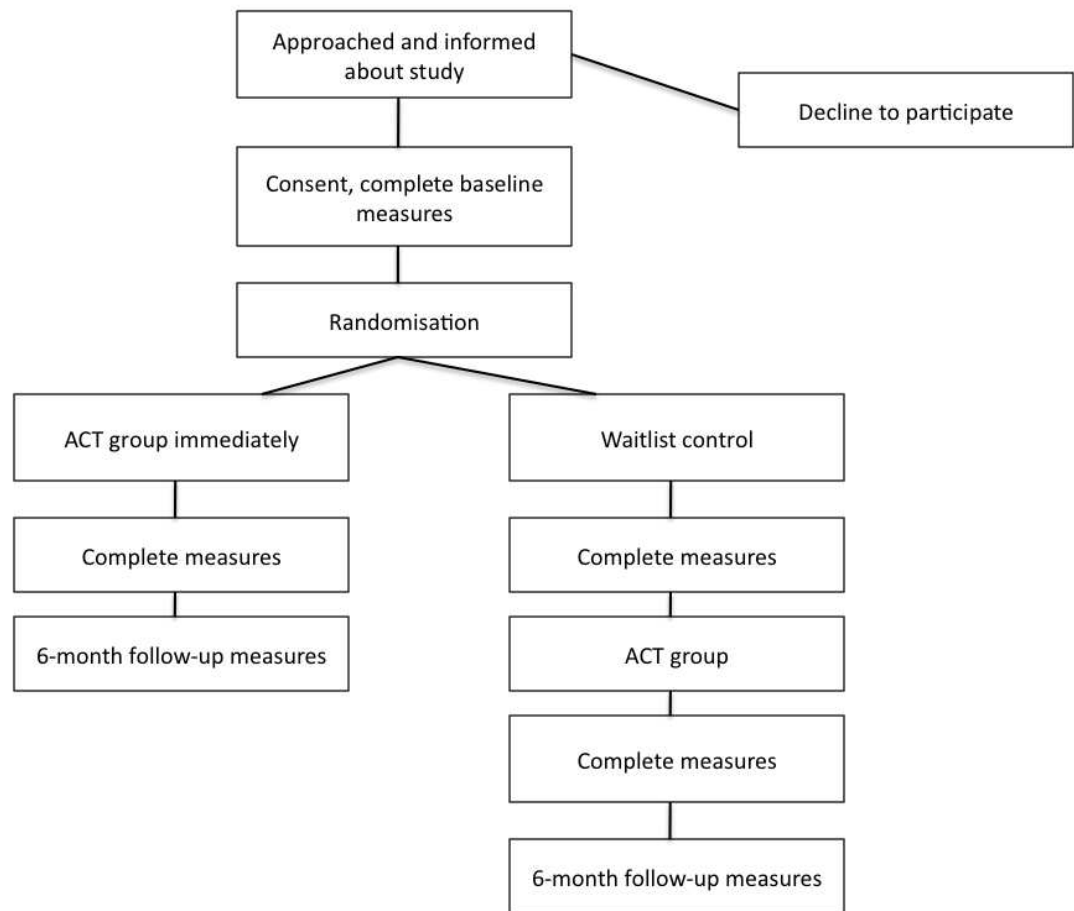 Approached and informed
about study
Decline to participate
Consent, complete baseline
measures
Randomisation
ACT group immediately
Waitlist control
Complete measures
Complete measures
6-month follow-up measures
ACT group
Complete measures
6-month follow-up measures